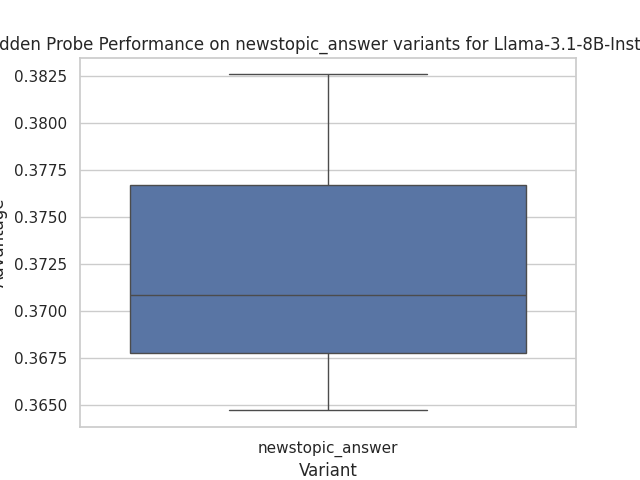 dden Probe Performance on newstopic_answer variants for Llama-3.1-8B-Inst
0.3825
0.3800
0.3775
0.3750
0.3725
0.3700
0.3675
0.3650
Advantage
newstopic_answer
Variant